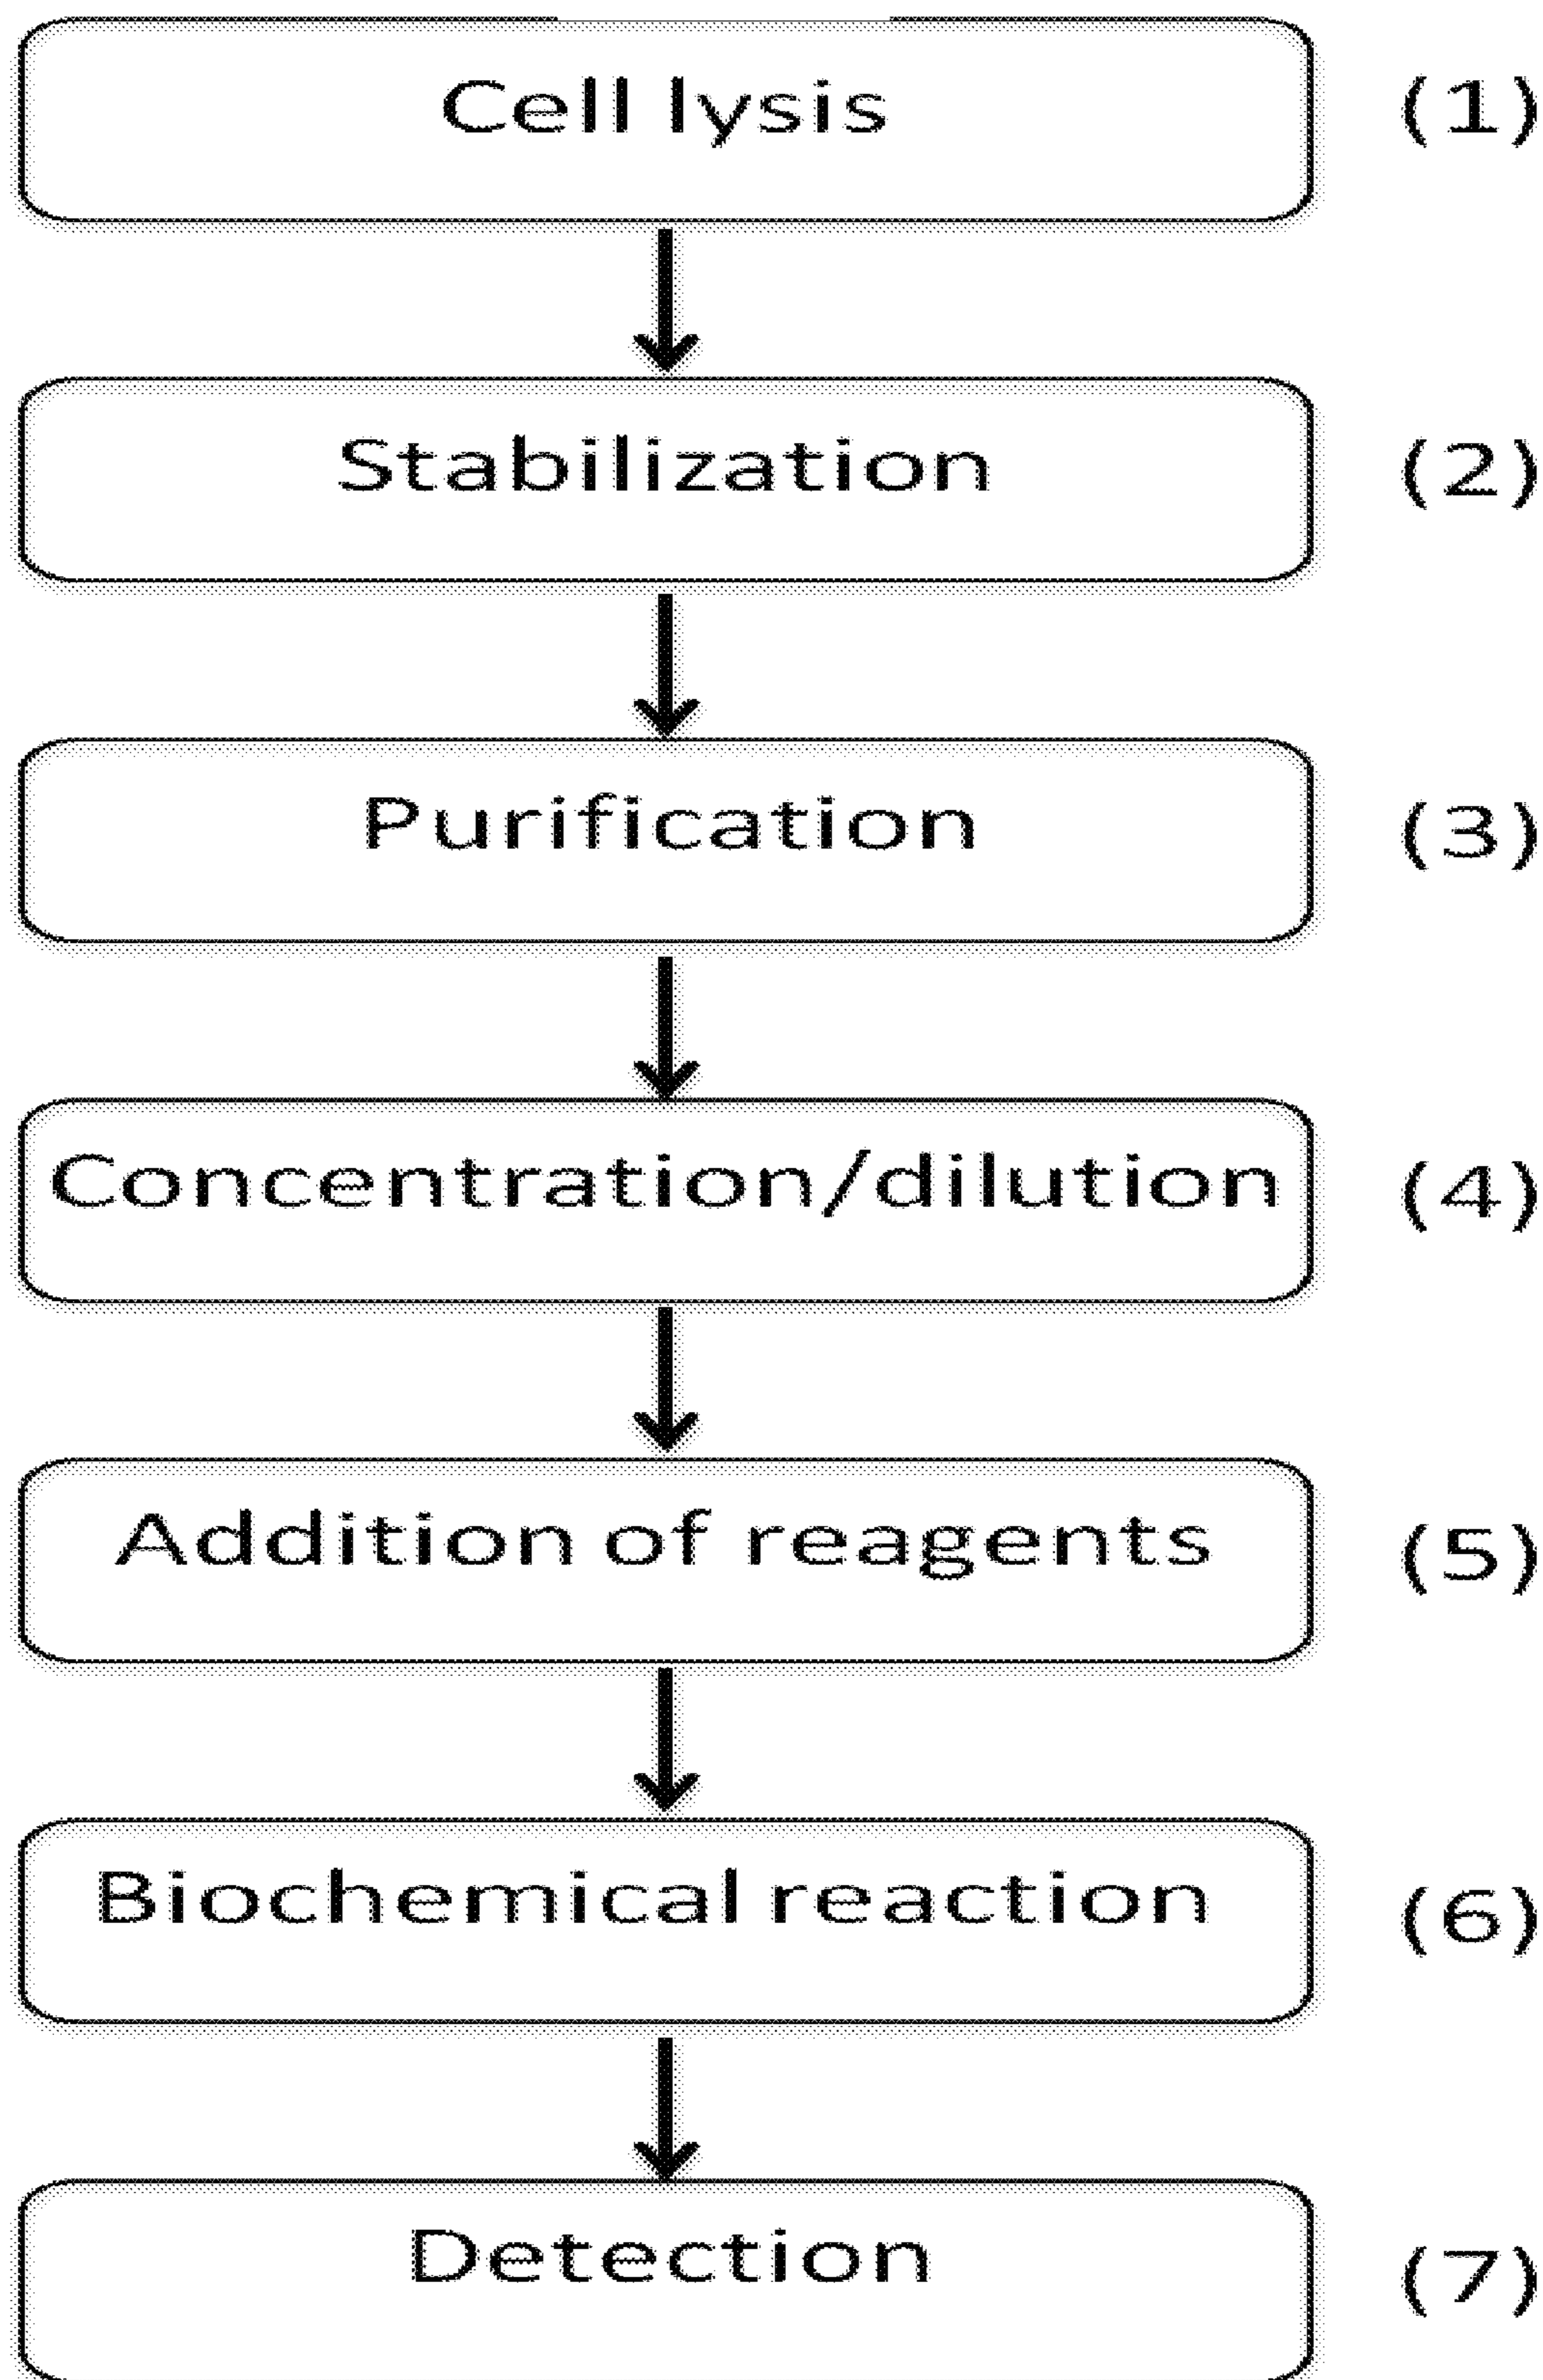 Cell lysis (1)
Stabilization (2)
Purification (3)
Concentration/dilution (4)
Addition of reagents (5)
Biochemical reaction (6)
Detection (7)